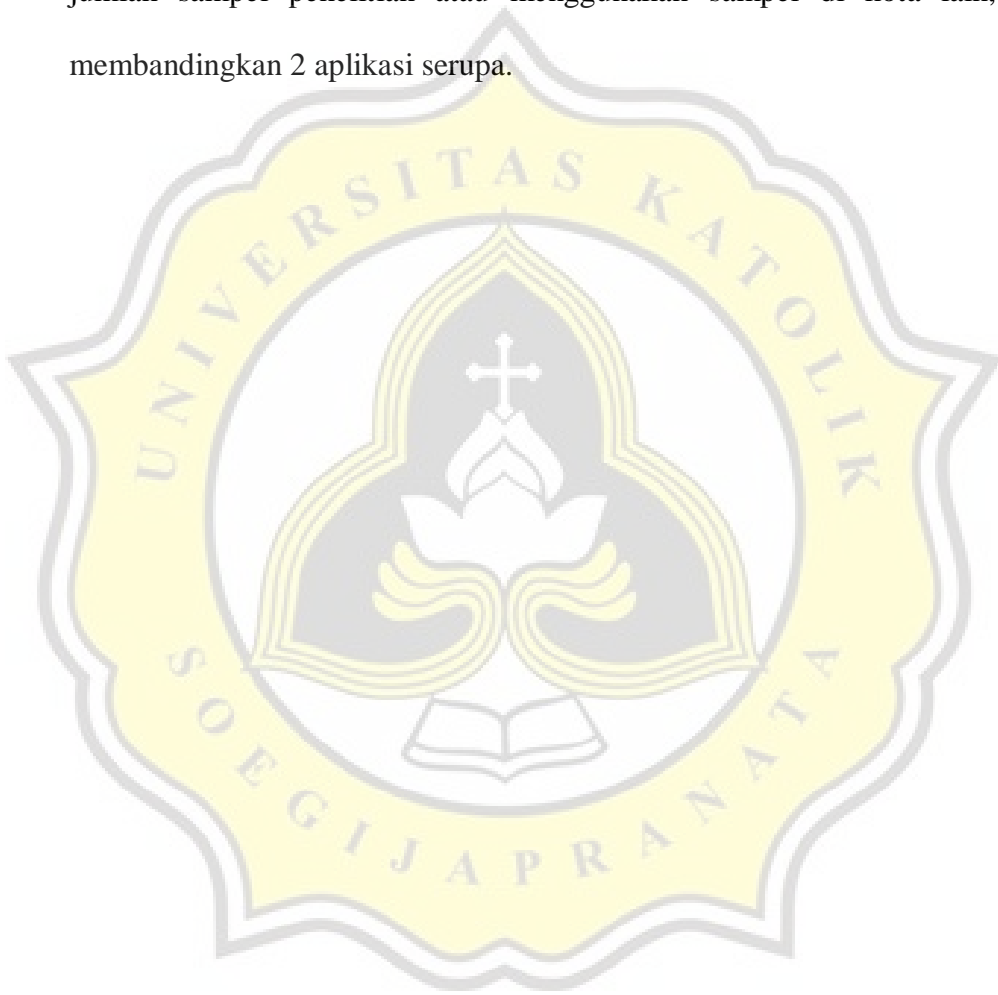 jumlah sampel penelitian atau menggunakan sampel di kota lain,
membandingkan 2 aplikasi serupa.
UNIVERSITAS KATOLIK
SOEGIJAPRANATA